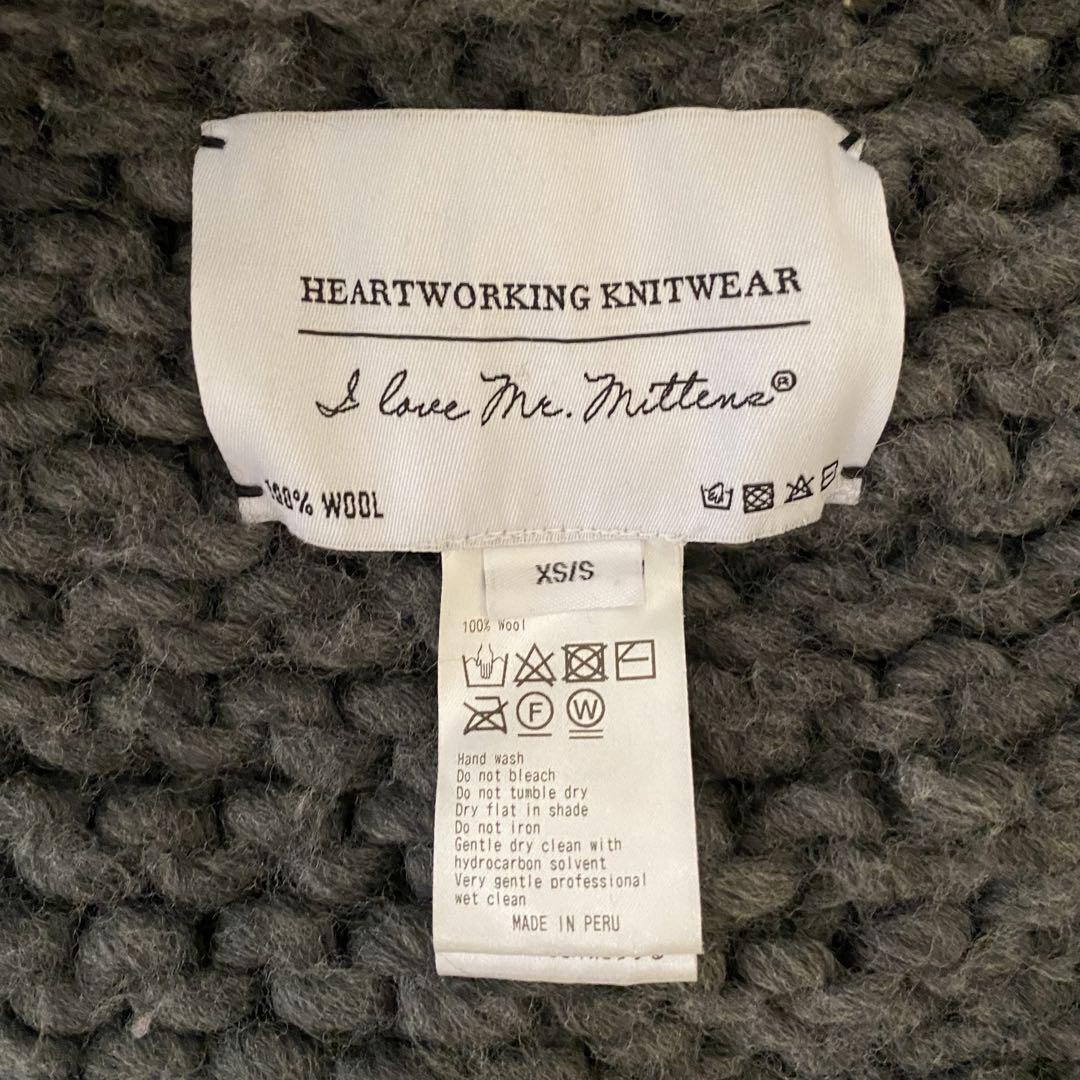 HEARTWORKING KNITWEAR
I love Mr. Mittens®
100% WOOL
XS/S
100% Wool
F W
Hand wash
Do not bleach
Do not tumble dry
Dry flat in shade
Do not iron
Gentle dry clean with
hydrocarbon solvent
Very gentle professional
wet clean
MADE IN PERU